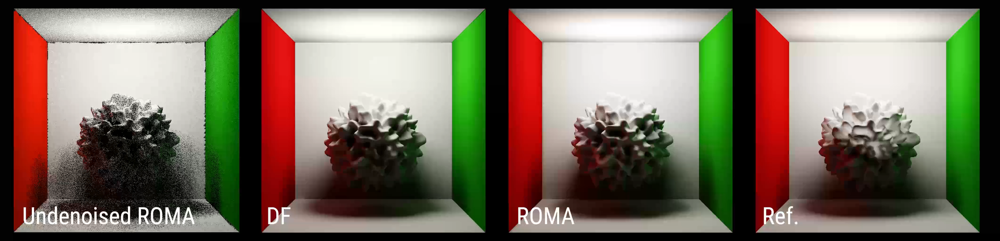 Undenoised ROMA
DF
ROMA
Ref.